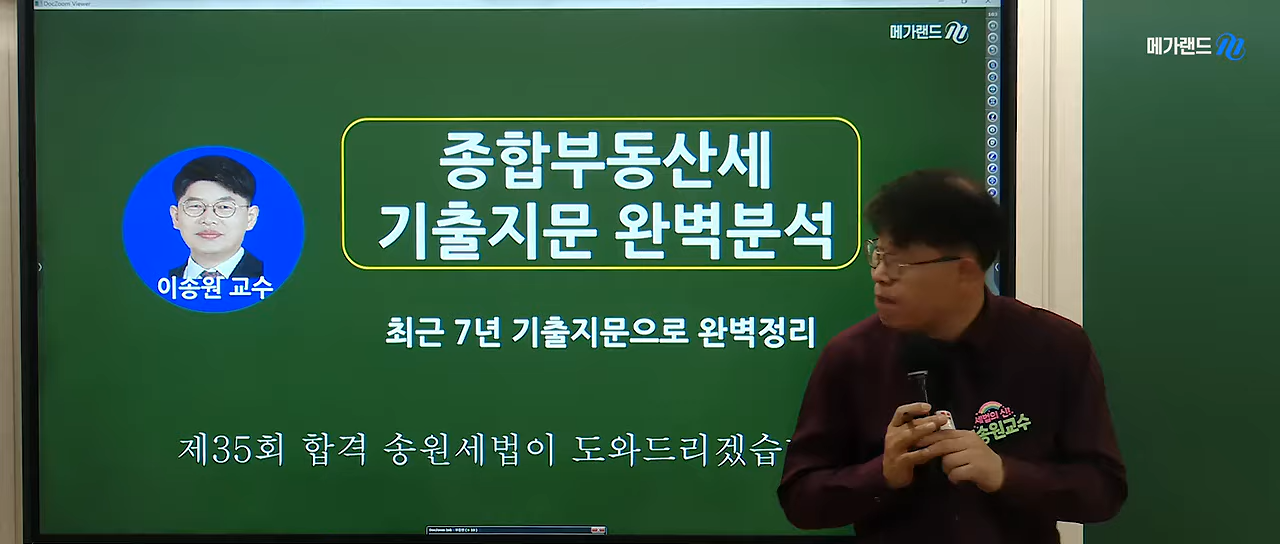 DocZoom Viewer
메가랜드
메가랜드
종합부동산세
기출지문 완벽분석
이송원 교수
최근 7년 기출지문으로 완벽정리
제35회 합격 송원세법이 도와드리겠습
세법의 신!
송원교수